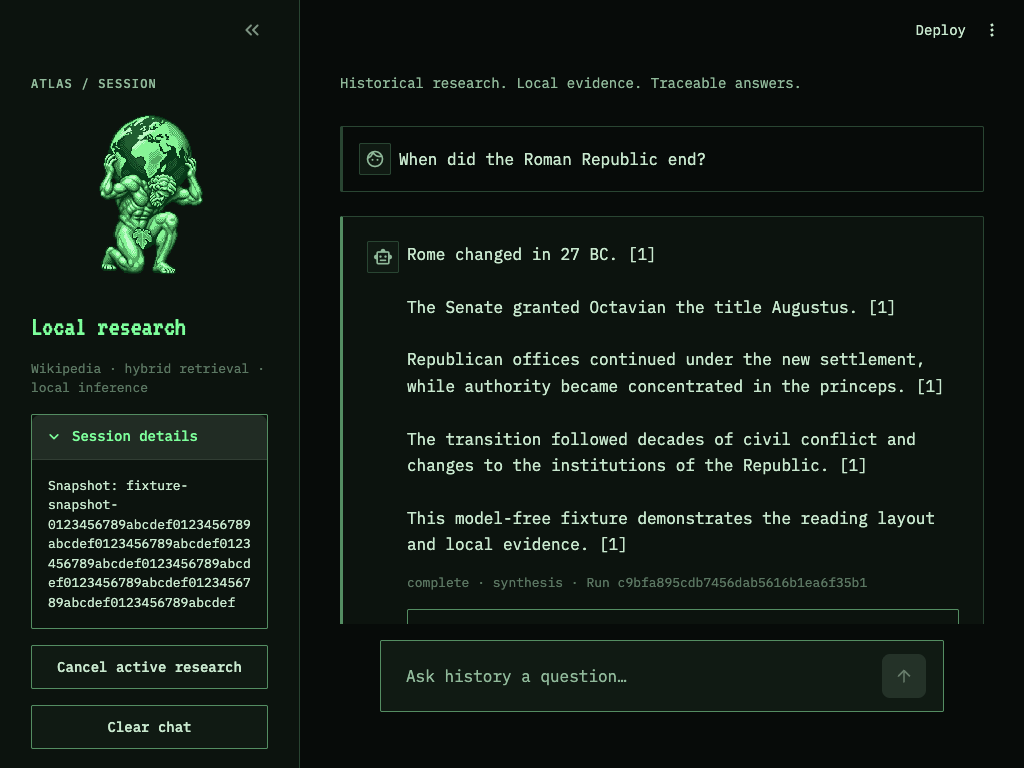 Deploy
ATLAS / SESSION
Local research
Wikipedia · hybrid retrieval ·
local inference
Session details
Snapshot: fixture-
snapshot-
0123456789abcdef0123456789
abcdef0123456789abcdef0123
456789abcdef0123456789abcd
ef0123456789abcdef01234567
89abcdef0123456789abcdef
Cancel active research
Clear chat
Historical research. Local evidence. Traceable answers.
When did the Roman Republic end?
Rome changed in 27 BC. [1]
The Senate granted Octavian the title Augustus. [1]
Republican offices continued under the new settlement,
while authority became concentrated in the princeps. [1]
The transition followed decades of civil conflict and
changes to the institutions of the Republic. [1]
This model-free fixture demonstrates the reading layout
and local evidence. [1]
complete · synthesis · Run c9bfa895cdb7456dab5616b1ea6f35b1
Ask history a question…